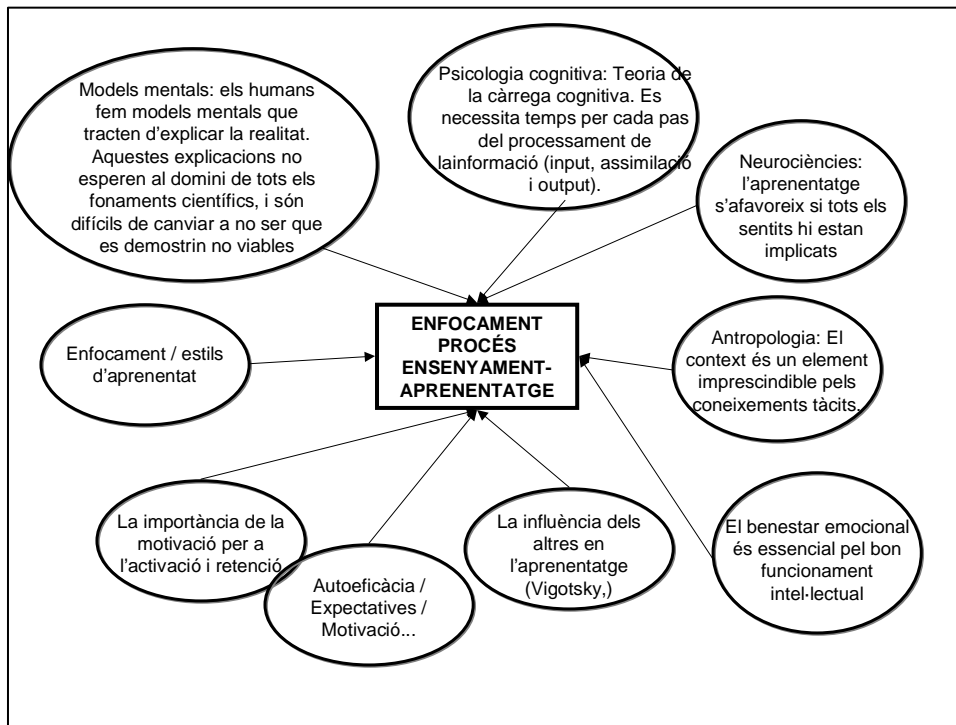 Models mentals: els humans
fem models mentals que
tracten d'explicar la realitat.
Aquestes explicacions no
esperen al domini de tots els
fonaments científics, i són
difícils de canviar a no ser que
es demostrin no viables
Psicologia cognitiva: Teoria de
la càrrega cognitiva. Es
necessita temps per cada pas
del processament de
lainformació (input, assimilació
i output).
Neurociències:
l'aprenentatge
s'afavoreix si tots els
sentits hi estan
implicats
ENFOCAMENT
PROCÉS
ENSENYAMENT-
APRENENTATGE
Enfocament / estils
d'aprenentat
Antropologia: El
context és un element
imprescindible pels
coneixements tàcits.
La importància de la
motivació per a
l'activació i retenció
Autoeficàcia /
Expectatives /
Motivació...
La influència dels
altres en
l'aprenentatge
(Vigotsky,)
El benestar emocional
és essencial pel bon
funcionament
intel·lectual